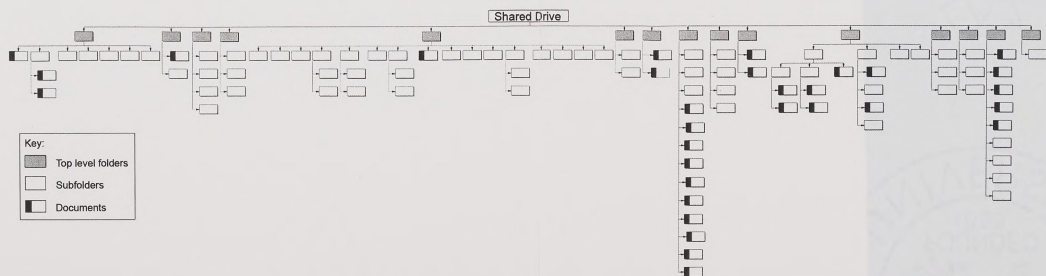 Shared Drive
Key:
Top level folders
Subfolders
Documents